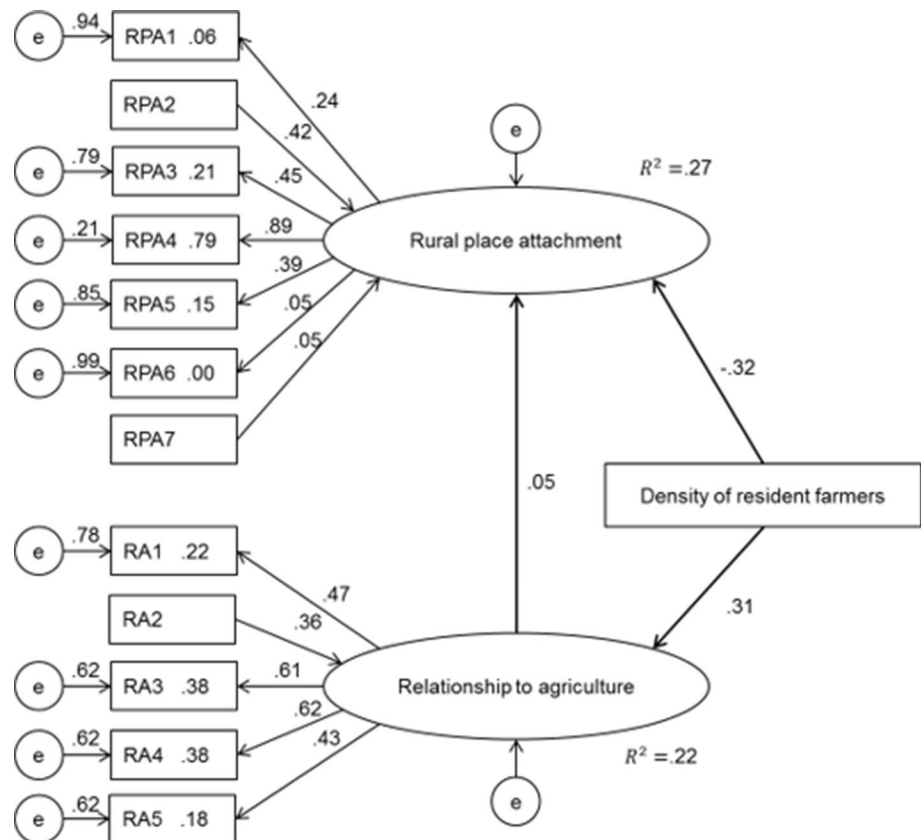 .94
e
RPA1 .06
.24
RPA2
.42
e
e
.79
RPA3 .21
.45
R² =.27
e
.21
RPA4 .79
.89
Rural place attachment
.39
e
.85
RPA5 .15
.05
.05
e
.99
RPA6 .00
-.32
RPA7
.05
Density of resident farmers
e
.78
RA1 .22
.47
.31
RA2
.36
e
.62
RA3 .38
.61
Relationship to agriculture
.62
e
.62
RA4 .38
.43
R² =.22
e
.62
RA5 .18
e